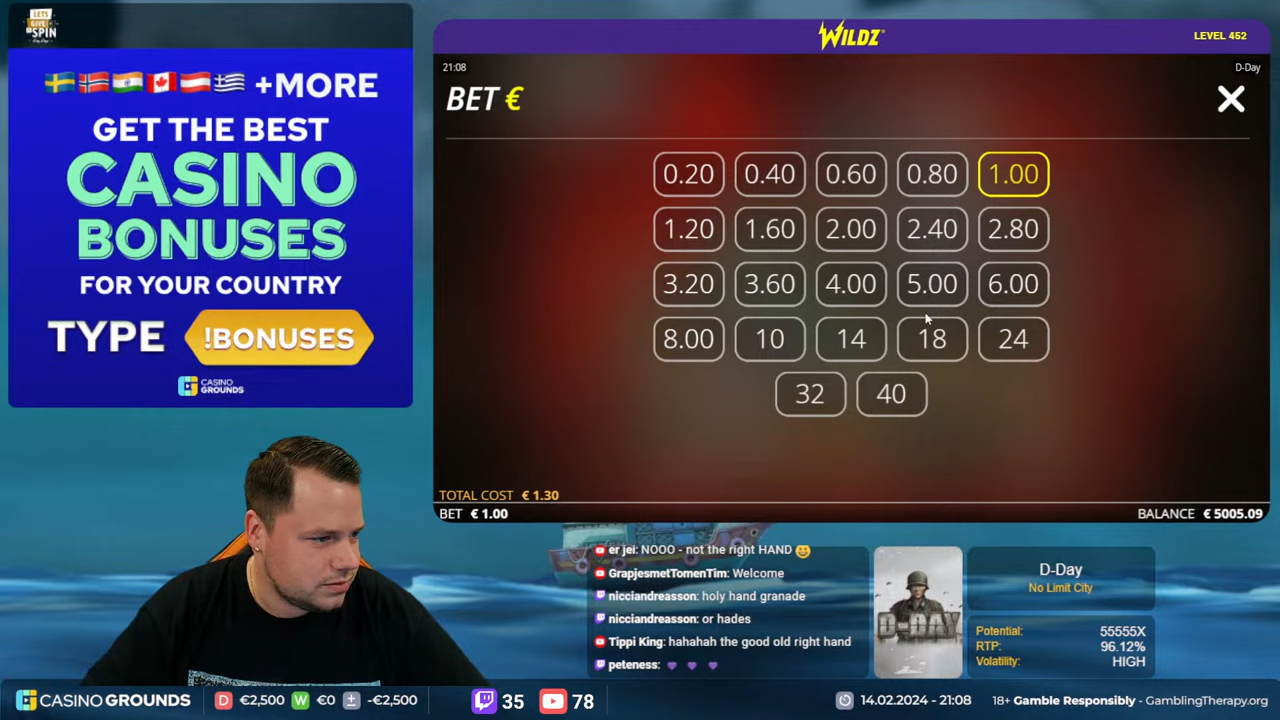 LETS
GIVE IT A
SPIN
+MORE
GET THE BEST
CASINO
BONUSES
FOR YOUR COUNTRY
TYPE !BONUSES
CASINO
GROUNDS
WILDZ
LEVEL 452
21:08
D-Day
BET €
0.20 0.40 0.60 0.80 1.00
1.20 1.60 2.00 2.40 2.80
3.20 3.60 4.00 5.00 6.00
8.00 10 14 18 24
32 40
TOTAL COST € 1.30
BET € 1.00
BALANCE € 5005.09
er jei: NOOO - not the right HAND
GrapjesmetTomenTim: Welcome
nicciandreasson: holy hand granade
nicciandreasson: or hades
Tippi King: hahahah the good old right hand
peteness:
D-DAY
D-Day
No Limit City
Potential: 55555X
RTP: 96.12%
Volatility: HIGH
CASINOGROUNDS
D €2,500 W €0 ± -€2,500
35
78
14.02.2024 - 21:08
18+ Gamble Responsibly - GamblingTherapy.org